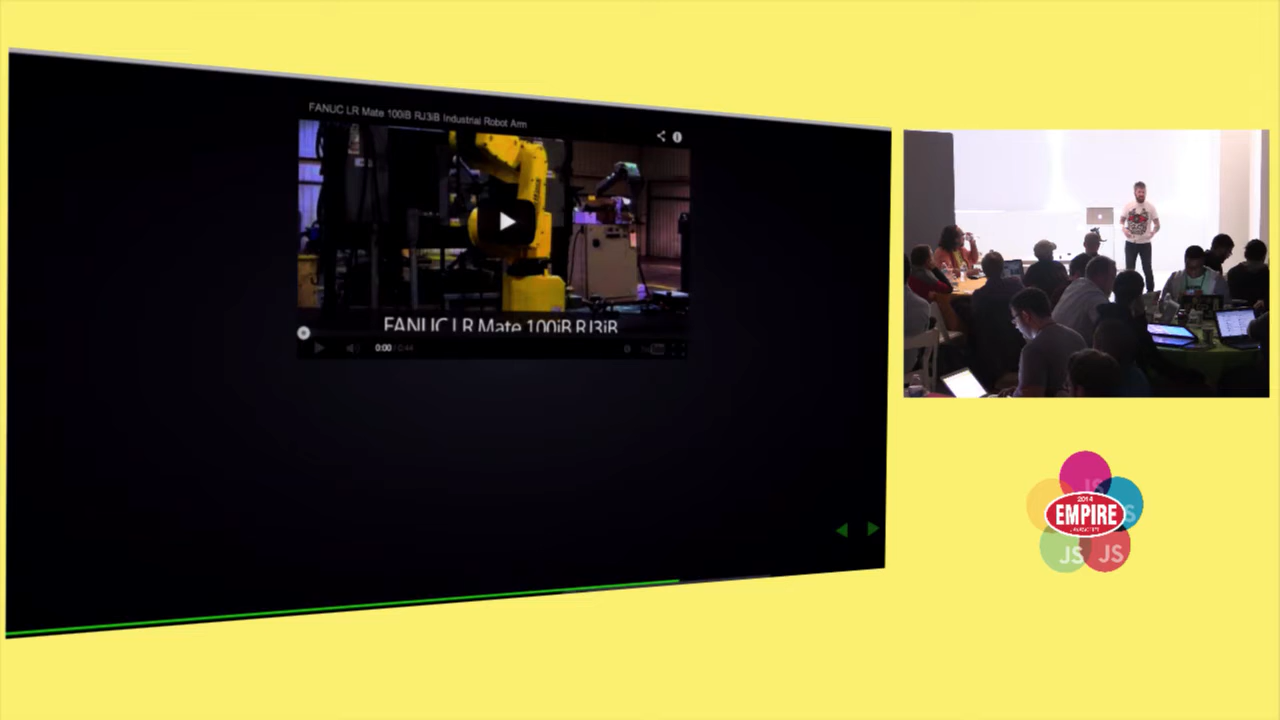 FANUC LR Mate 100iB RJ3iB Industrial Robot Arm
FANUC LR Mate 100iB RJ3iB
0:00 / 0:44
JS
2014
EMPIRE
JS
JS